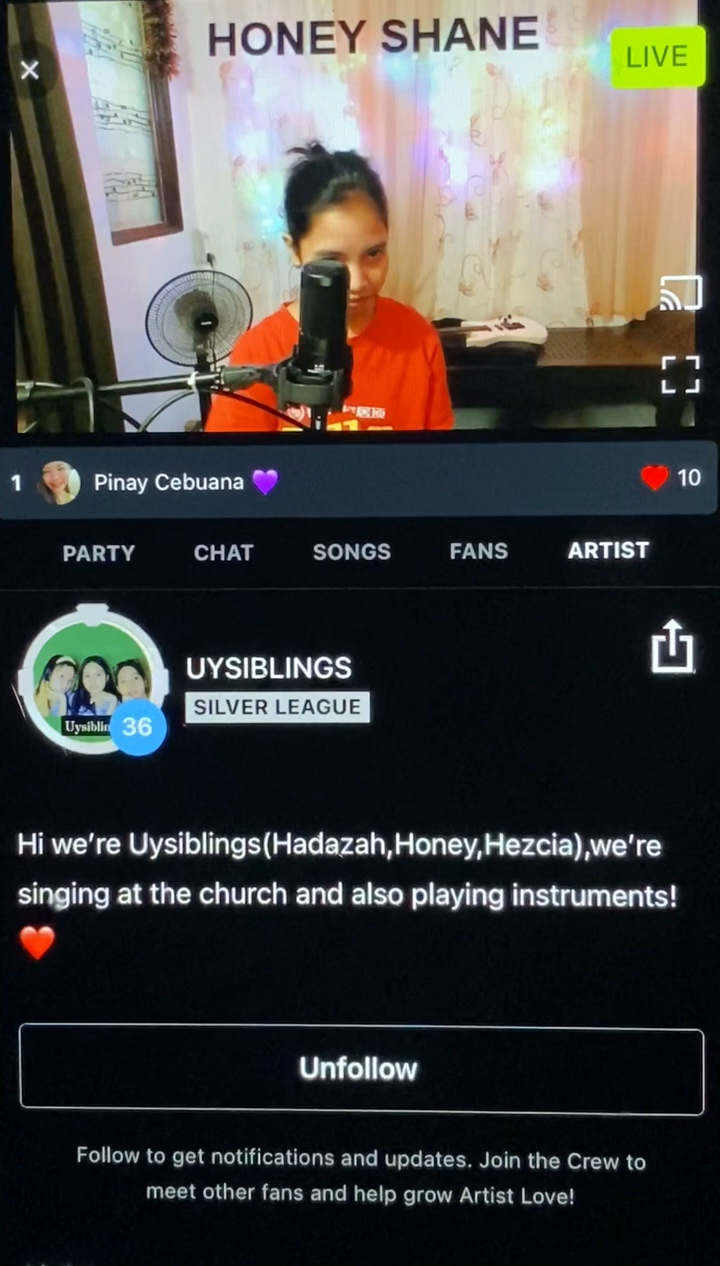 HONEY SHANE
LIVE
1 Pinay Cebuana 💜 ❤️ 10
PARTY CHAT SONGS FANS ARTIST
UYSIBLINGS
SILVER LEAGUE
Uysiblin
36
Hi we’re Uysiblings(Hadazah,Honey,Hezcia),we’re
singing at the church and also playing instruments!
❤️
Unfollow
Follow to get notifications and updates. Join the Crew to
meet other fans and help grow Artist Love!